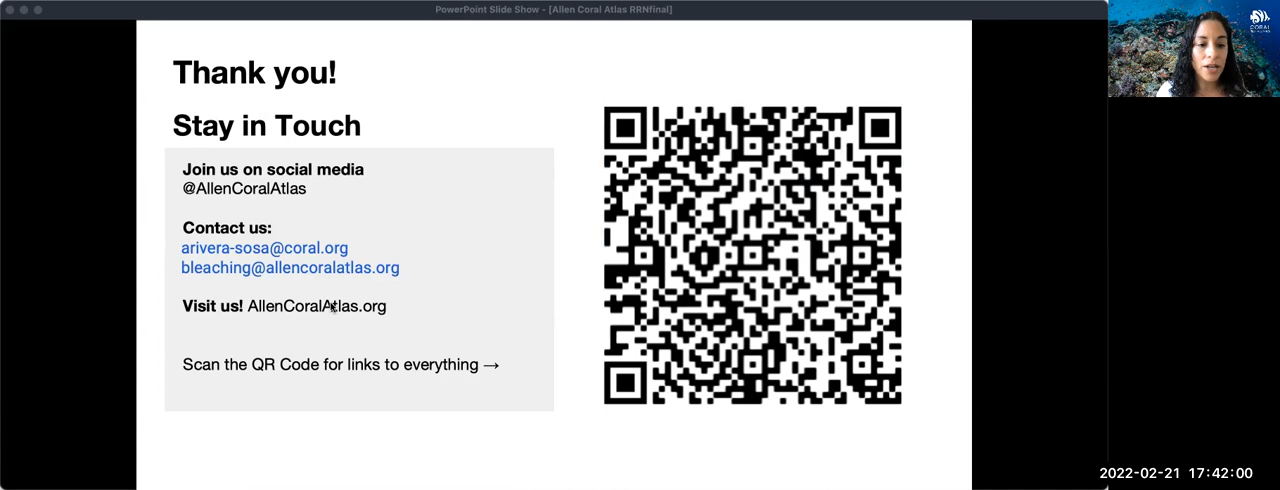 PowerPoint Slide Show - [Allen Coral Atlas RRNfinal]
Thank you!
Stay in Touch
Join us on social media
@AllenCoralAtlas
Contact us:
arivera-sosa@coral.org
bleaching@allencoralatlas.org
Visit us! AllenCoralAtlas.org
Scan the QR Code for links to everything →
CORAL
2022-02-21 17:42:00